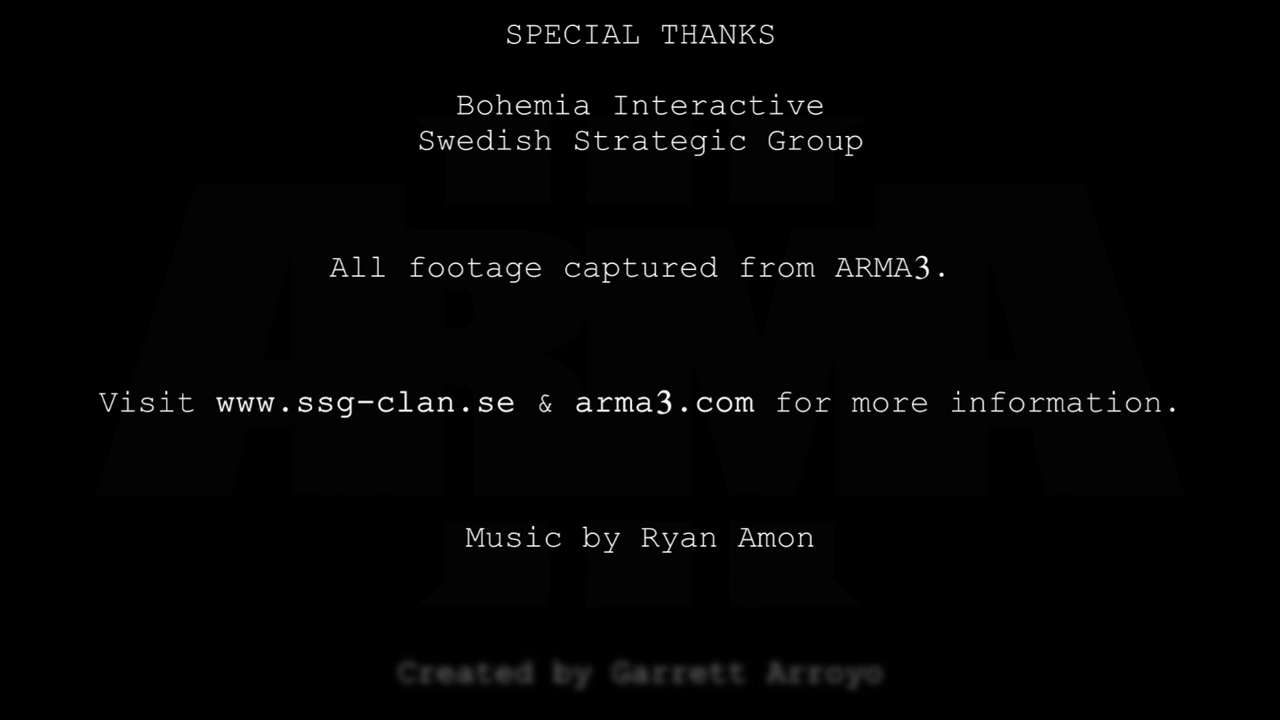 SPECIAL THANKS
Bohemia Interactive
Swedish Strategic Group
All footage captured from ARMA3.
Visit www.ssg-clan.se & arma3.com for more information.
Music by Ryan Amon
Created by Garrett Arroyo
ARMA